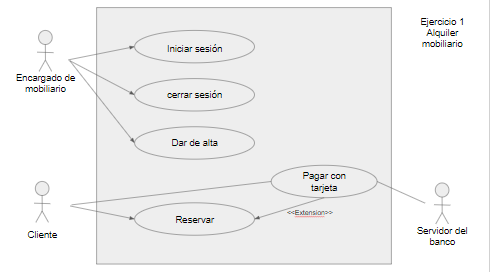 Ejercicio 1
Alquiler
mobiliario
Iniciar sesión
Encargado de
mobiliario
cerrar sesión
Dar de alta
Pagar con
tarjeta
<<Extension>>
Reservar
Cliente
Servidor del
banco